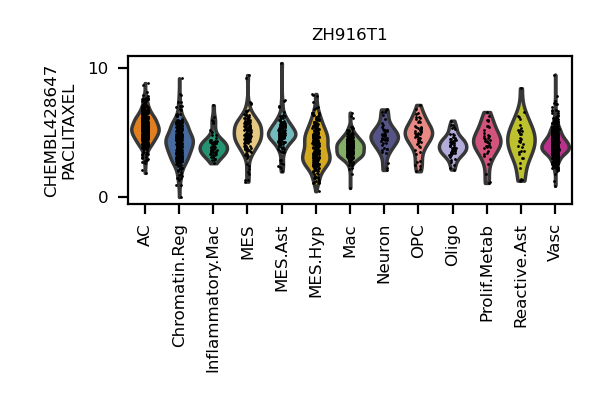 ZH916T1
CHEMBL428647
PACLITAXEL
10
0
AC
Chromatin.Reg
Inflammatory.Mac
MES
MES.Ast
MES.Hyp
Mac
Neuron
OPC
Oligo
Prolif.Metab
Reactive.Ast
Vasc